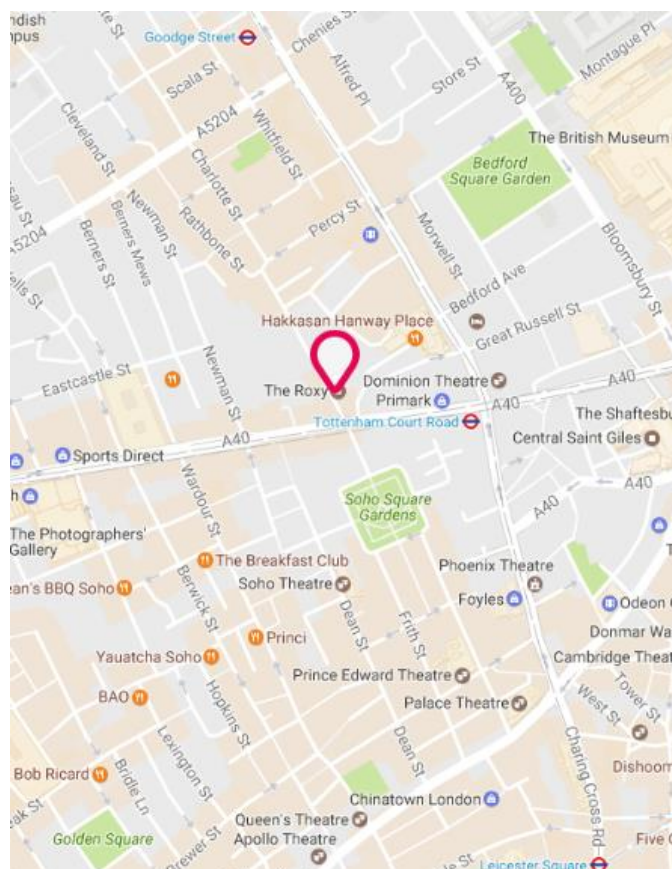 ndish
mpus
Goodge Street
Chenies St
Montague Pl
Scala St
Alfred Pl
Store St
A400
A5204
Cleveland St
Whitfield St
The British Museum
Charlotte St
Bedford
Square Garden
Newman St
Rathbone St
Percy St
Berners Mews
Berners St
Morwell St
A5204
Bloomsbury St
Bedford Ave
Great Russell St
Hakkasan Hanway Place
Newman St
Eastcastle St
The Roxy
Dominion Theatre
Primark
A40
A40
Tottenham Court Road
The Shaftesbu
Central Saint Giles
Sports Direct
A40
Soho Square
Gardens
A40
h
The Photographers'
Gallery
Wardour St
The Breakfast Club
Phoenix Theatre
Soho Theatre
ean's BBQ Soho
Foyles
Odeon
Berwick St
Dean St
Frith St
Princi
Donmar Wa
Yauatcha Soho
Cambridge Theat
Prince Edward Theatre
BAO
Hopkins St
Palace Theatre
West St
Tower St
Lexington St
Dean St
Bob Ricard
Bridle Ln
Charing Cross Rd
Dishoom
Chinatown London
Queen's Theatre
Golden Square
Brewer St
Apollo Theatre
Five
Leicester Square